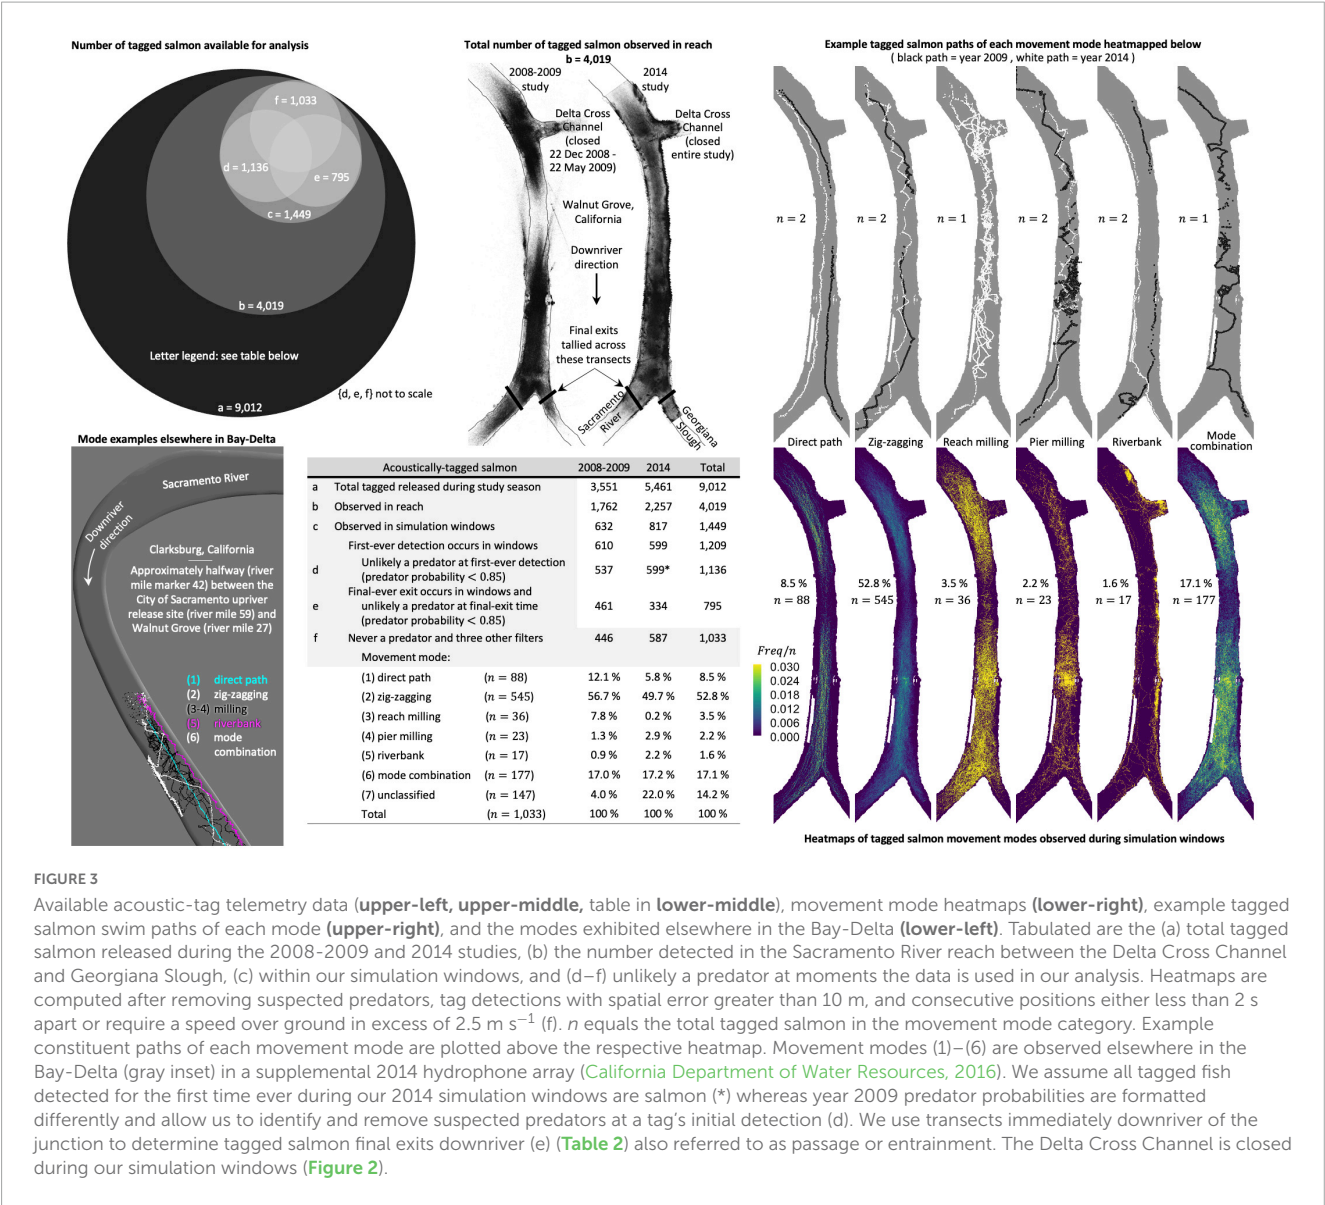 Number of tagged salmon available for analysis
f = 1,033
d = 1,136
e = 795
c = 1,449
b = 4,019
Letter legend: see table below
a = 9,012
{d, e, f} not to scale
Total number of tagged salmon observed in reach
b = 4,019
2008-2009
study
2014
study
Delta Cross
Channel
(closed
22 Dec 2008 -
22 May 2009)
Delta Cross
Channel
(closed
entire study)
Walnut Grove,
California
Downriver
direction
Final exits
tallied across
these transects
Sacramento
River
Georgiana
Slough
Example tagged salmon paths of each movement mode heatmapped below
( black path = year 2009 , white path = year 2014 )
n = 2
n = 2
n = 1
n = 2
n = 2
n = 1
Direct path
Zig-zagging
Reach milling
Pier milling
Riverbank
Mode
combination
Mode examples elsewhere in Bay-Delta
Sacramento River
Downriver
direction
Clarksburg, California
Approximately halfway (river
mile marker 42) between the
City of Sacramento upriver
release site (river mile 59) and
Walnut Grove (river mile 27)
(1) direct path
(2) zig-zagging
(3-4) milling
(5) riverbank
(6) mode
combination
Acoustically-tagged salmon 2008-2009 2014 Total
a Total tagged released during study season 3,551 5,461 9,012
b Observed in reach 1,762 2,257 4,019
c Observed in simulation windows 632 817 1,449
First-ever detection occurs in windows 610 599 1,209
d Unlikely a predator at first-ever detection
(predator probability < 0.85) 537 599* 1,136
e Final-ever exit occurs in windows and
unlikely a predator at final-exit time 461 334 795
(predator probability < 0.85)
f Never a predator and three other filters 446 587 1,033
Movement mode:
(1) direct path (n = 88) 12.1 % 5.8 % 8.5 %
(2) zig-zagging (n = 545) 56.7 % 49.7 % 52.8 %
(3) reach milling (n = 36) 7.8 % 0.2 % 3.5 %
(4) pier milling (n = 23) 1.3 % 2.9 % 2.2 %
(5) riverbank (n = 17) 0.9 % 2.2 % 1.6 %
(6) mode combination (n = 177) 17.0 % 17.2 % 17.1 %
(7) unclassified (n = 147) 4.0 % 22.0 % 14.2 %
Total (n = 1,033) 100 % 100 % 100 %
8.5 %
n = 88
52.8 %
n = 545
3.5 %
n = 36
2.2 %
n = 23
1.6 %
n = 17
17.1 %
n = 177
Freq/n
0.030
0.024
0.018
0.012
0.006
0.000
Heatmaps of tagged salmon movement modes observed during simulation windows
FIGURE 3
Available acoustic-tag telemetry data (upper-left, upper-middle, table in lower-middle), movement mode heatmaps (lower-right), example tagged
salmon swim paths of each mode (upper-right), and the modes exhibited elsewhere in the Bay-Delta (lower-left). Tabulated are the (a) total tagged
salmon released during the 2008-2009 and 2014 studies, (b) the number detected in the Sacramento River reach between the Delta Cross Channel
and Georgiana Slough, (c) within our simulation windows, and (d–f) unlikely a predator at moments the data is used in our analysis. Heatmaps are
computed after removing suspected predators, tag detections with spatial error greater than 10 m, and consecutive positions either less than 2 s
apart or require a speed over ground in excess of 2.5 m s⁻¹ (f). n equals the total tagged salmon in the movement mode category. Example
constituent paths of each movement mode are plotted above the respective heatmap. Movement modes (1)–(6) are observed elsewhere in the
Bay-Delta (gray inset) in a supplemental 2014 hydrophone array (California Department of Water Resources, 2016). We assume all tagged fish
detected for the first time ever during our 2014 simulation windows are salmon (*) whereas year 2009 predator probabilities are formatted
differently and allow us to identify and remove suspected predators at a tag's initial detection (d). We use transects immediately downriver of the
junction to determine tagged salmon final exits downriver (e) (Table 2) also referred to as passage or entrainment. The Delta Cross Channel is closed
during our simulation windows (Figure 2).